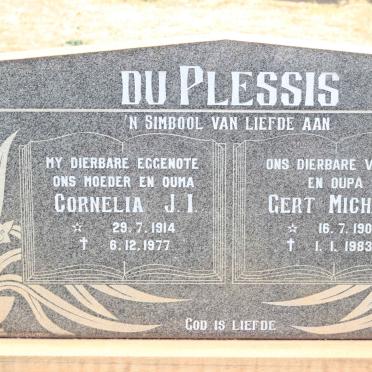 DU PLESSIS
'N SIMBOOL VAN LIEFDE AAN
MY DIERBARE EGGENOTE
ONS MOEDER EN OUMA
CORNELIA J.I.
☆ 29.7.1914
† 6.12.1977
ONS DIERBARE
EN OUPA
GERT
☆ 16.7.
† 1.1.1983
GOD IS LIEFDE